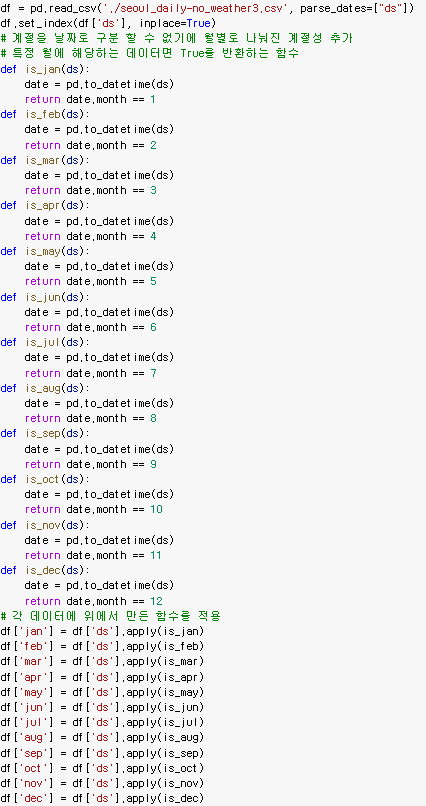 df = pd.read_csv('./seoul_daily-no_weather3.csv', parse_dates=["ds"])
df.set_index(df['ds'], inplace=True)
# 계절을 날짜로 구분 할 수 없기에 월별로 나눠진 계절성 추가
# 특정 월에 해당하는 데이터면 True를 반환하는 함수
def is_jan(ds):
    date = pd.to_datetime(ds)
    return date.month == 1
def is_feb(ds):
    date = pd.to_datetime(ds)
    return date.month == 2
def is_mar(ds):
    date = pd.to_datetime(ds)
    return date.month == 3
def is_apr(ds):
    date = pd.to_datetime(ds)
    return date.month == 4
def is_may(ds):
    date = pd.to_datetime(ds)
    return date.month == 5
def is_jun(ds):
    date = pd.to_datetime(ds)
    return date.month == 6
def is_jul(ds):
    date = pd.to_datetime(ds)
    return date.month == 7
def is_aug(ds):
    date = pd.to_datetime(ds)
    return date.month == 8
def is_sep(ds):
    date = pd.to_datetime(ds)
    return date.month == 9
def is_oct(ds):
    date = pd.to_datetime(ds)
    return date.month == 10
def is_nov(ds):
    date = pd.to_datetime(ds)
    return date.month == 11
def is_dec(ds):
    date = pd.to_datetime(ds)
    return date.month == 12
# 각 데이터에 위에서 만든 함수를 적용
df['jan'] = df['ds'].apply(is_jan)
df['feb'] = df['ds'].apply(is_feb)
df['mar'] = df['ds'].apply(is_mar)
df['apr'] = df['ds'].apply(is_apr)
df['may'] = df['ds'].apply(is_may)
df['jun'] = df['ds'].apply(is_jun)
df['jul'] = df['ds'].apply(is_jul)
df['aug'] = df['ds'].apply(is_aug)
df['sep'] = df['ds'].apply(is_sep)
df['oct'] = df['ds'].apply(is_oct)
df['nov'] = df['ds'].apply(is_nov)
df['dec'] = df['ds'].apply(is_dec)